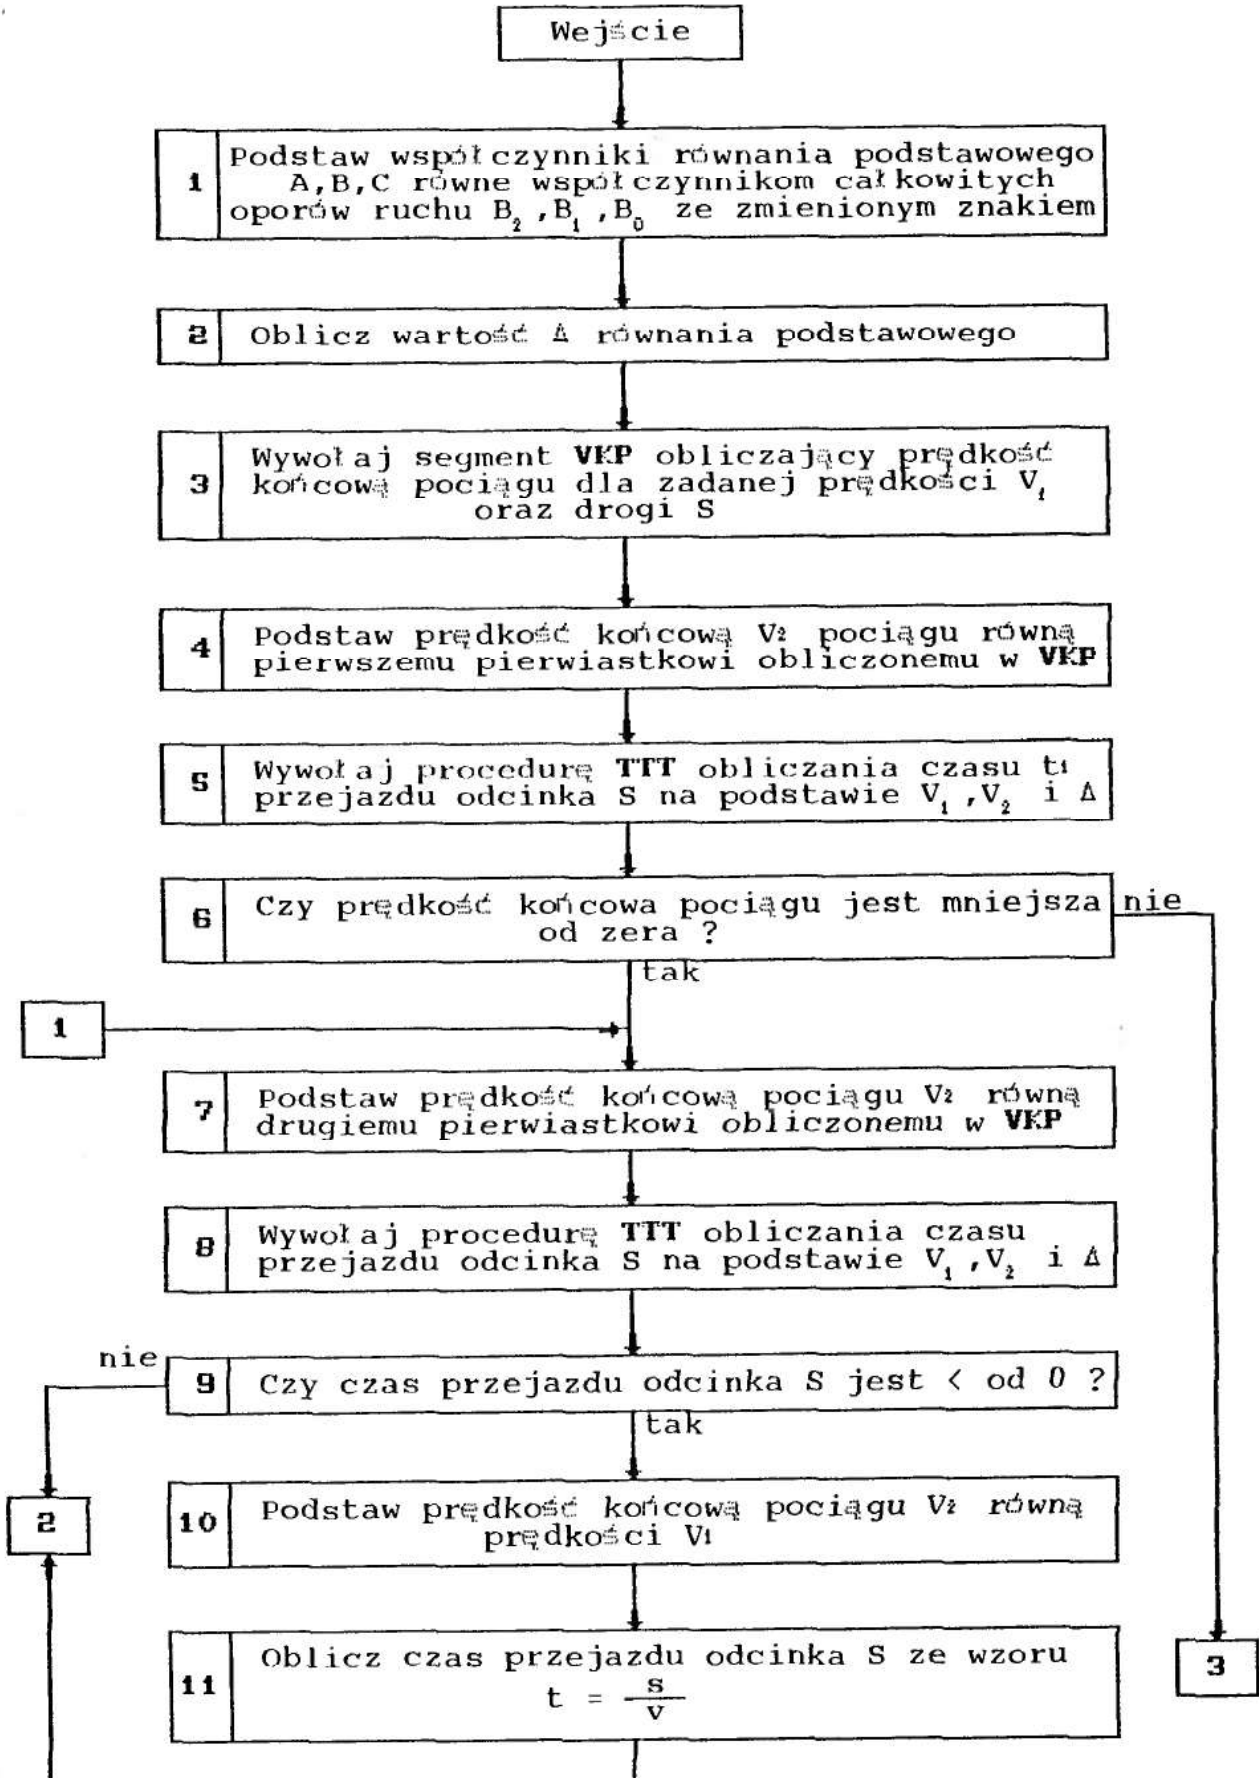 Wejście
1
Podstaw współczynniki równania podstawowego
A,B,C równe współczynnikom całkowitych
oporów ruchu B₂,B₁,B₀ ze zmienionym znakiem
2
Oblicz wartość Δ równania podstawowego
3
Wywołaj segment VKP obliczający prędkość
końcową pociągu dla zadanej prędkości V₁
oraz drogi S
4
Podstaw prędkość końcową V₂ pociągu równą
pierwszemu pierwiastkowi obliczonemu w VKP
5
Wywołaj procedurę TTT obliczania czasu t₁
przejazdu odcinka S na podstawie V₁,V₂ i Δ
6
Czy prędkość końcowa pociągu jest mniejsza
od zera ?
nie
tak
1
7
Podstaw prędkość końcową pociągu V₂ równą
drugiemu pierwiastkowi obliczonemu w VKP
8
Wywołaj procedurę TTT obliczania czasu
przejazdu odcinka S na podstawie V₁,V₂ i Δ
nie
9
Czy czas przejazdu odcinka S jest < od 0 ?
tak
2
10
Podstaw prędkość końcową pociągu V₂ równą
prędkości V₁
11
Oblicz czas przejazdu odcinka S ze wzoru
t = s/v
3